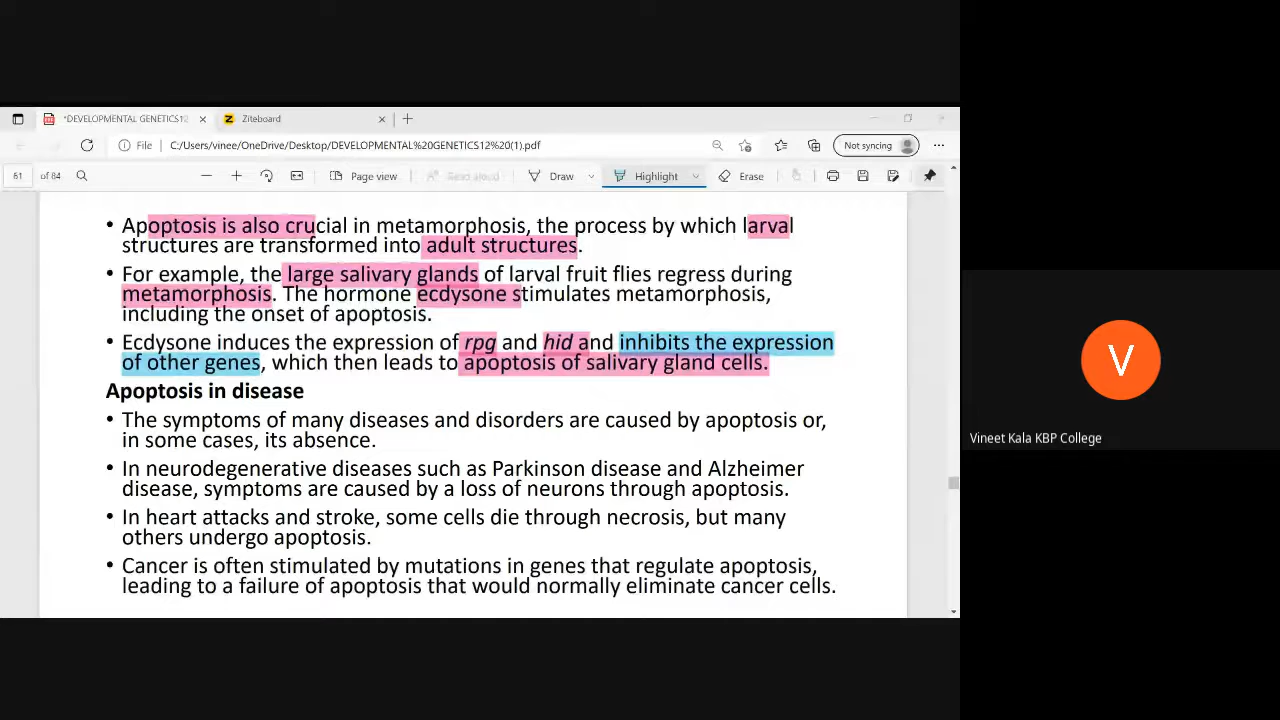 *DEVELOPMENTAL GENETICS12
Ziteboard
File
C:/Users/vinee/OneDrive/Desktop/DEVELOPMENTAL%20GENETICS12%20(1).pdf
Not syncing
61 of 84
Page view
Read aloud
Draw
Highlight
Erase
• Apoptosis is also crucial in metamorphosis, the process by which larval
structures are transformed into adult structures.
• For example, the large salivary glands of larval fruit flies regress during
metamorphosis. The hormone ecdysone stimulates metamorphosis,
including the onset of apoptosis.
• Ecdysone induces the expression of rpg and hid and inhibits the expression
of other genes, which then leads to apoptosis of salivary gland cells.
Apoptosis in disease
• The symptoms of many diseases and disorders are caused by apoptosis or,
in some cases, its absence.
• In neurodegenerative diseases such as Parkinson disease and Alzheimer
disease, symptoms are caused by a loss of neurons through apoptosis.
• In heart attacks and stroke, some cells die through necrosis, but many
others undergo apoptosis.
• Cancer is often stimulated by mutations in genes that regulate apoptosis,
leading to a failure of apoptosis that would normally eliminate cancer cells.
V
Vineet Kala KBP College